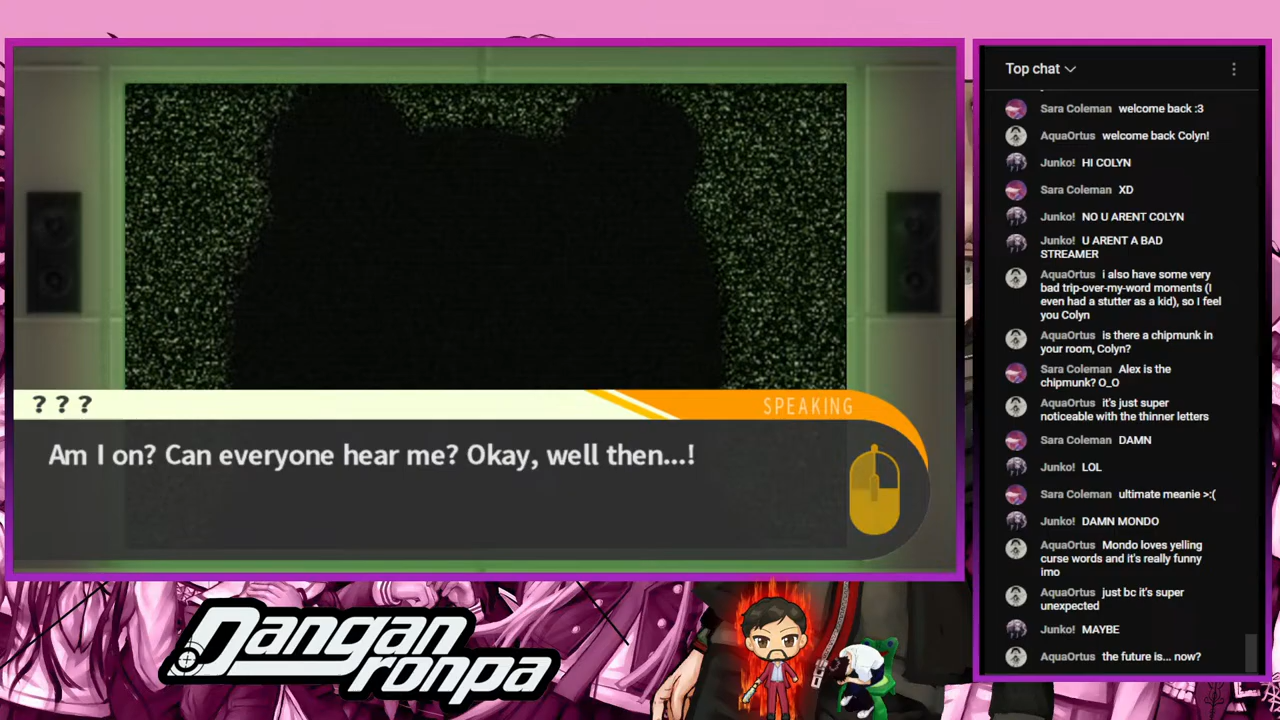 Top chat
Sara Coleman welcome back :3
AquaOrtus welcome back Colyn!
Junko! HI COLYN
Sara Coleman XD
Junko! NO U ARENT COLYN
Junko! U ARENT A BAD
STREAMER
AquaOrtus i also have some very
bad trip-over-my-word moments (I
even had a stutter as a kid), so I feel
you Colyn
AquaOrtus is there a chipmunk in
your room, Colyn?
Sara Coleman Alex is the
chipmunk? O_O
AquaOrtus it's just super
noticeable with the thinner letters
Sara Coleman DAMN
Junko! LOL
Sara Coleman ultimate meanie >:(
Junko! DAMN MONDO
AquaOrtus Mondo loves yelling
curse words and it's really funny
imo
AquaOrtus just bc it's super
unexpected
Junko! MAYBE
AquaOrtus the future is... now?
? ? ?
SPEAKING
Am I on? Can everyone hear me? Okay, well then...!
Dangan
ronpa